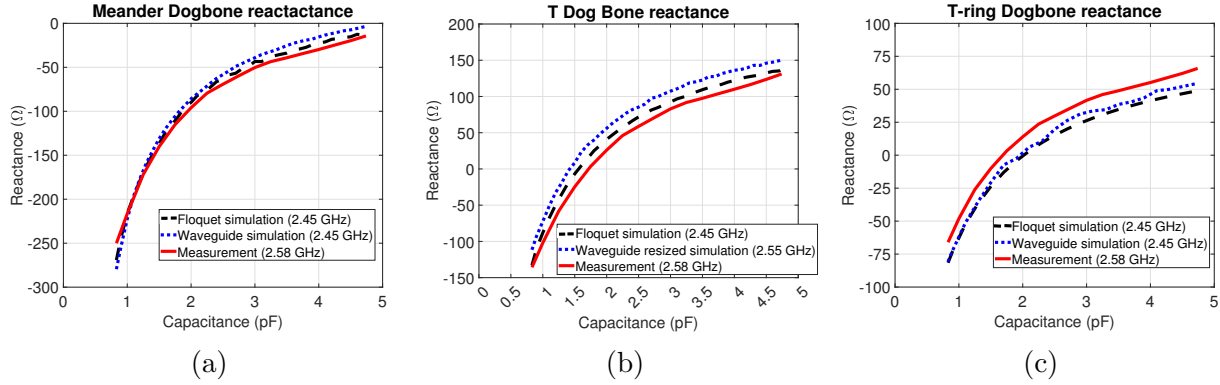 Meander Dogbone reactactance
0
-50
-100
-150
-200
-250
-300
Reactance (Ω)
Floquet simulation (2.45 GHz)
Waveguide simulation (2.45 GHz)
Measurement (2.58 GHz)
0 1 2 3 4 5
Capacitance (pF)
(a)
T Dog Bone reactance
200
150
100
50
0
-50
-100
-150
Reactance (Ω)
Floquet simulation (2.45 GHz)
Waveguide resized simulation (2.55 GHz)
Measurement (2.58 GHz)
0 0.5 1 1.5 2 2.5 3 3.5 4 4.5 5
Capacitance (pF)
(b)
T-ring Dogbone reactance
100
75
50
25
0
-25
-50
-75
-100
Reactance (Ω)
Floquet simulation (2.45 GHz)
Waveguide simulation (2.45 GHz)
Measurement (2.58 GHz)
0 1 2 3 4 5
Capacitance (pF)
(c)